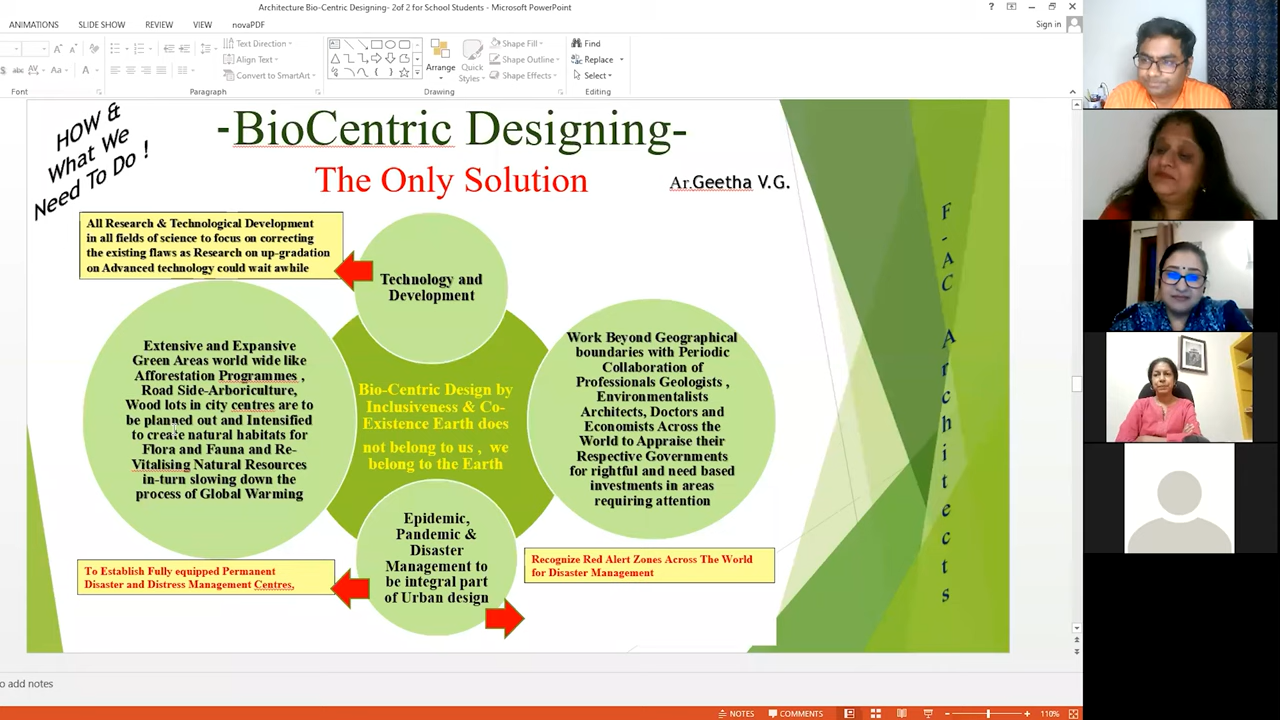 Architecture Bio-Centric Designing- 2of 2 for School Students - Microsoft PowerPoint
ANIMATIONS SLIDE SHOW REVIEW VIEW novaPDF
Sign in
Text Direction
Align Text
Convert to SmartArt
Arrange
Quick
Styles
Shape Fill
Shape Outline
Shape Effects
Find
Replace
Select
Font Paragraph Drawing Editing
HOW &
What We
Need To Do !
-BioCentric Designing-
The Only Solution
Ar.Geetha V.G.
All Research & Technological Development
in all fields of science to focus on correcting
the existing flaws as Research on up-gradation
on Advanced technology could wait awhile
Technology and
Development
Extensive and Expansive
Green Areas world wide like
Afforestation Programmes ,
Road Side-Arboriculture,
Wood lots in city centres are to
be planned out and Intensified
to create natural habitats for
Flora and Fauna and Re-
Vitalising Natural Resources
in-turn slowing down the
process of Global Warming
Bio-Centric Design by
Inclusiveness & Co-
Existence Earth does
not belong to us , we
belong to the Earth
Work Beyond Geographical
boundaries with Periodic
Collaboration of
Professionals Geologists ,
Environmentalists
Architects, Doctors and
Economists Across the
World to Appraise their
Respective Governments
for rightful and need based
investments in areas
requiring attention
Epidemic,
Pandemic &
Disaster
Management to
be integral part
of Urban design
To Establish Fully equipped Permanent
Disaster and Distress Management Centres,
Recognize Red Alert Zones Across The World
for Disaster Management
F-AC Architects
o add notes
NOTES COMMENTS 110%